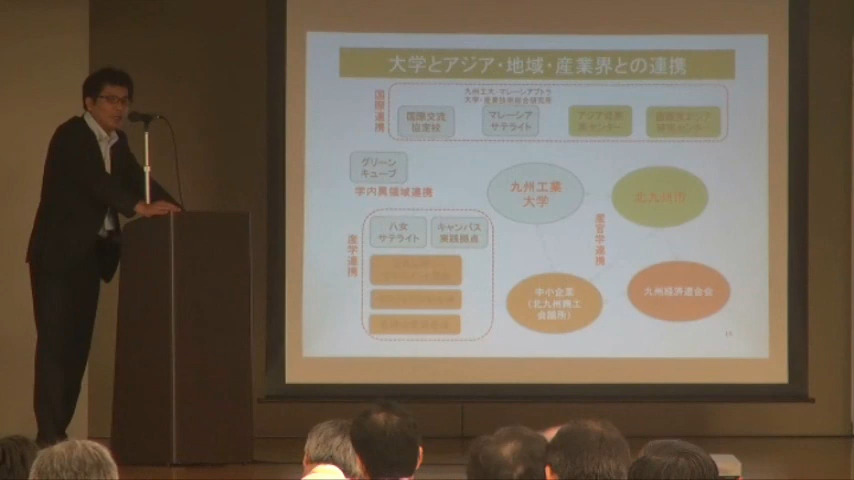 大学とアジア・地域・産業界との連携
国際連携
九州工大・マレーシアプトラ
大学・産業技術総合研究所
国際交流
協定校
マレーシア
サテライト
グリーン
キューブ
学内異領域連携
九州工業
大学
北九州市
産官学連携
産学連携
八女
サテライト
キャンパス
実践拠点
中小企業
(北九州商工
会議所)
九州経済連合会